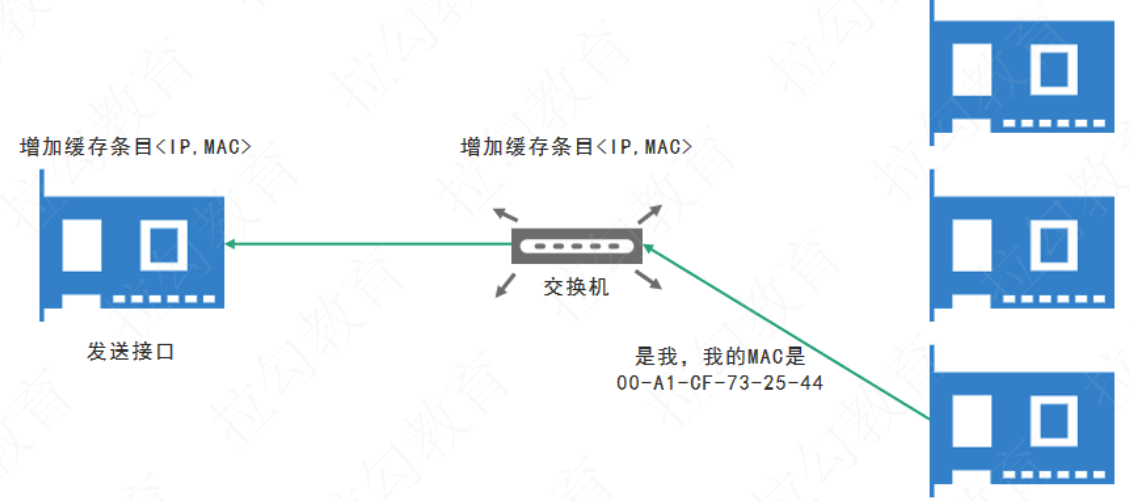 增加缓存条目<IP,MAC>
增加缓存条目<IP,MAC>
交换机
发送接口
是我，我的MAC是
00-A1-CF-73-25-44
拉勾教育